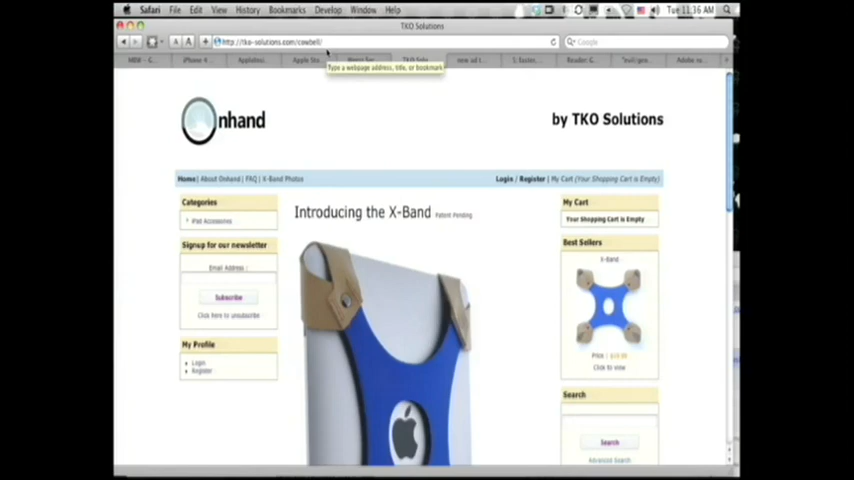 Safari File Edit View History Bookmarks Develop Window Help
Tue 11:16 AM
TKO Solutions
A A + http://tko-solutions.com/cowbell/
Google
Type a webpage address, title, or bookmark
Onhand
by TKO Solutions
Home| About Onhand | FAQ | X-Band Photos
Login / Register | My Cart (Your Shopping Cart is Empty)
Categories
iPad Accessories
Signup for our newsletter
Email Address :
Subscribe
Click here to unsubscribe
My Profile
Login
Register
Introducing the X-Band Patent Pending
My Cart
Your Shopping Cart is Empty
Best Sellers
X-Band
Price :
Click to view
Search
Search
Advanced Search